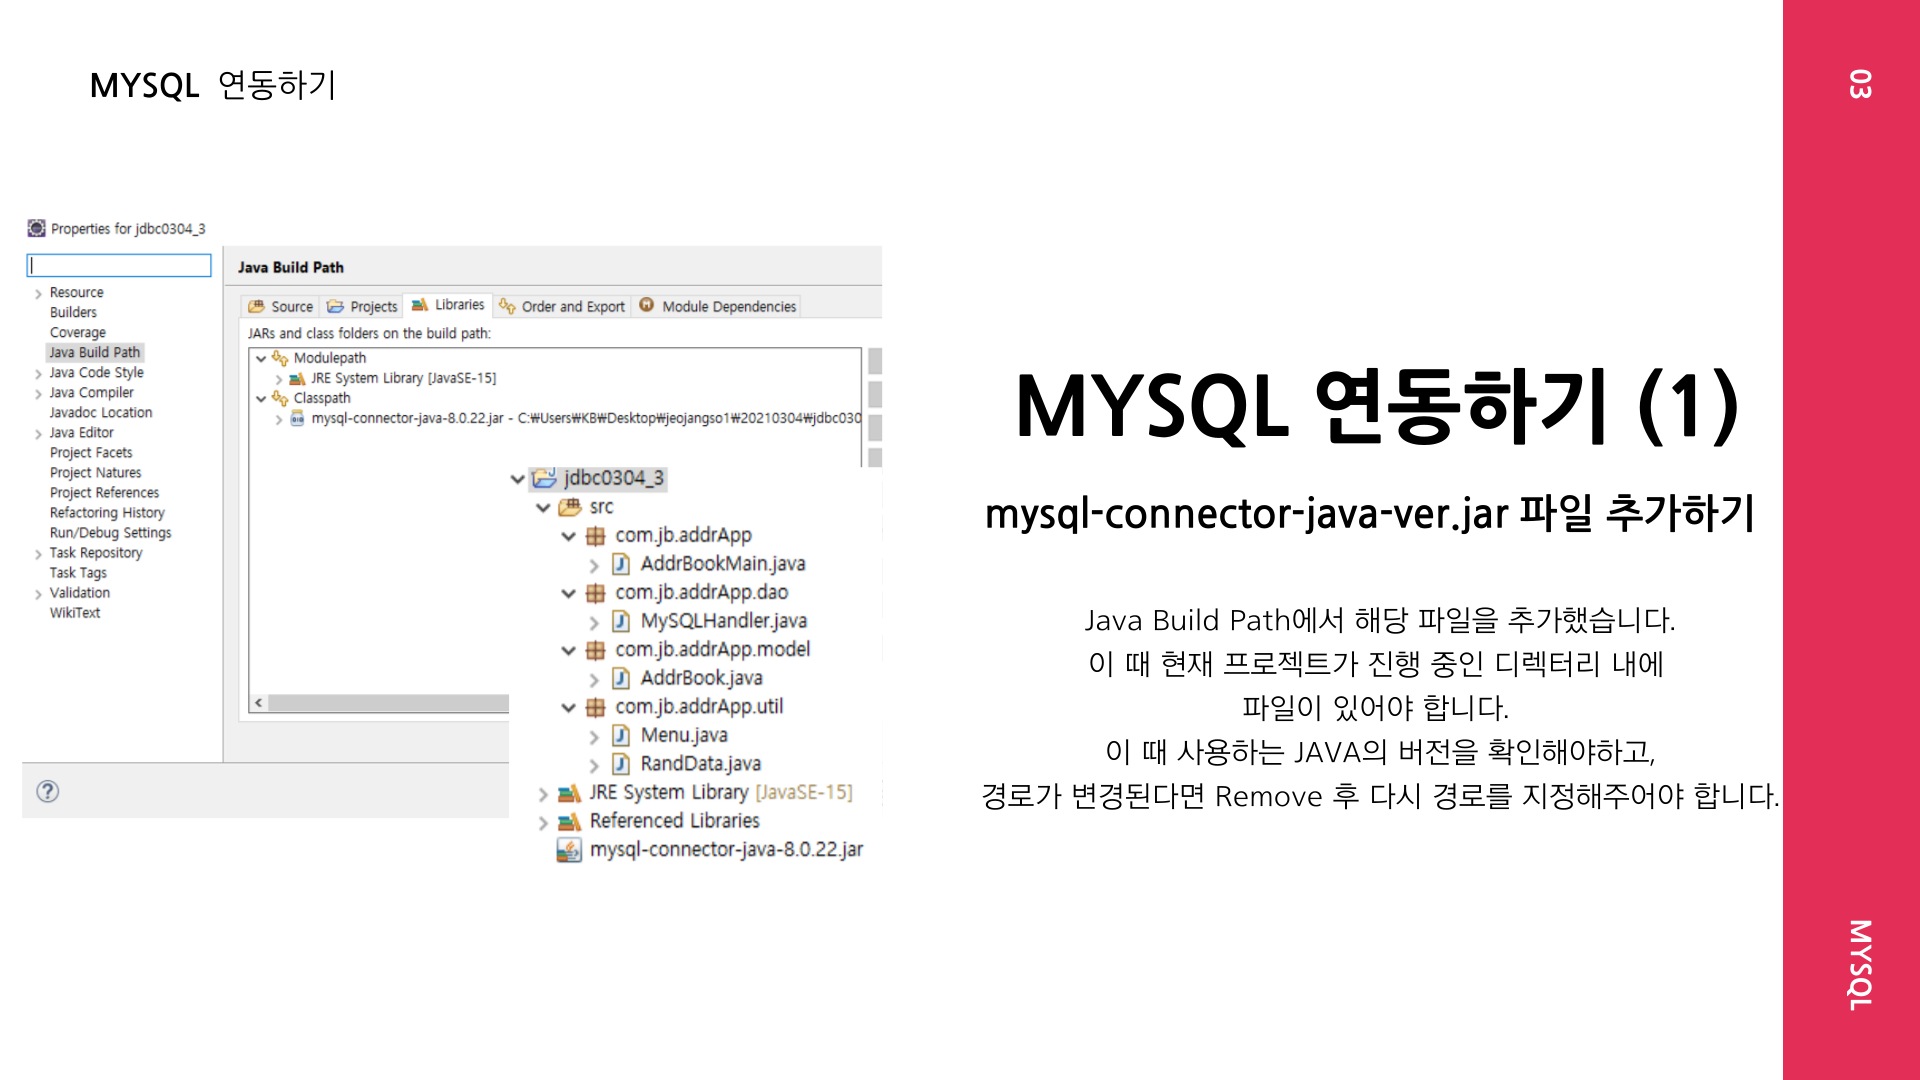 MYSQL 연동하기
03
Properties for jdbc0304_3
Resource
Builders
Coverage
Java Build Path
Java Code Style
Java Compiler
Javadoc Location
Java Editor
Project Facets
Project Natures
Project References
Refactoring History
Run/Debug Settings
Task Repository
Task Tags
Validation
WikiText
Java Build Path
Source Projects Libraries Order and Export Module Dependencies
JARs and class folders on the build path:
Modulepath
JRE System Library [JavaSE-15]
Classpath
mysql-connector-java-8.0.22.jar - C:₩Users₩KB₩Desktop₩jeojangso1₩20210304₩jdbc030
jdbc0304_3
src
com.jb.addrApp
AddrBookMain.java
com.jb.addrApp.dao
MySQLHandler.java
com.jb.addrApp.model
AddrBook.java
com.jb.addrApp.util
Menu.java
RandData.java
JRE System Library [JavaSE-15]
Referenced Libraries
mysql-connector-java-8.0.22.jar
MYSQL 연동하기 (1)
mysql-connector-java-ver.jar 파일 추가하기
Java Build Path에서 해당 파일을 추가했습니다.
이 때 현재 프로젝트가 진행 중인 디렉터리 내에
파일이 있어야 합니다.
이 때 사용하는 JAVA의 버전을 확인해야하고,
경로가 변경된다면 Remove 후 다시 경로를 지정해주어야 합니다.
MYSQL